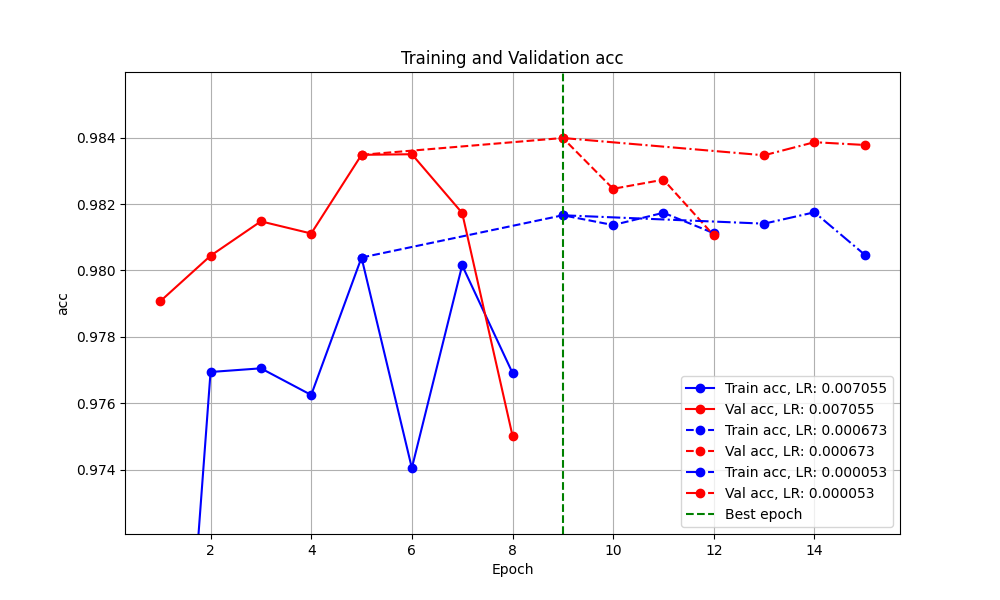 Training and Validation acc
acc
0.984
0.982
0.980
0.978
0.976
0.974
2
4
6
8
10
12
14
Epoch
Train acc, LR: 0.007055
Val acc, LR: 0.007055
Train acc, LR: 0.000673
Val acc, LR: 0.000673
Train acc, LR: 0.000053
Val acc, LR: 0.000053
Best epoch